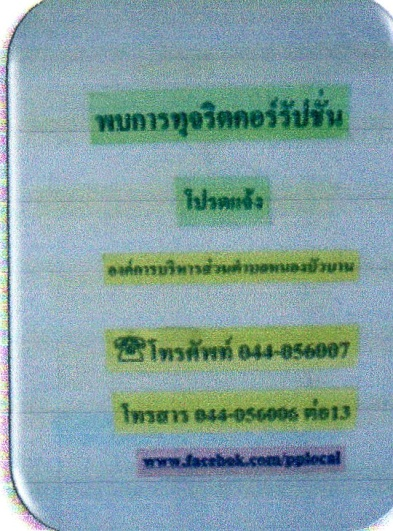 พบการทุจริตคอร์รัปชั่น
โปรดแจ้ง
องค์การบริหารส่วนตำบลหนองบัวบาน
☎โทรศัพท์ 044-056007
โทรสาร 044-056006 ต่อ13
www.facebok.com/pplocal